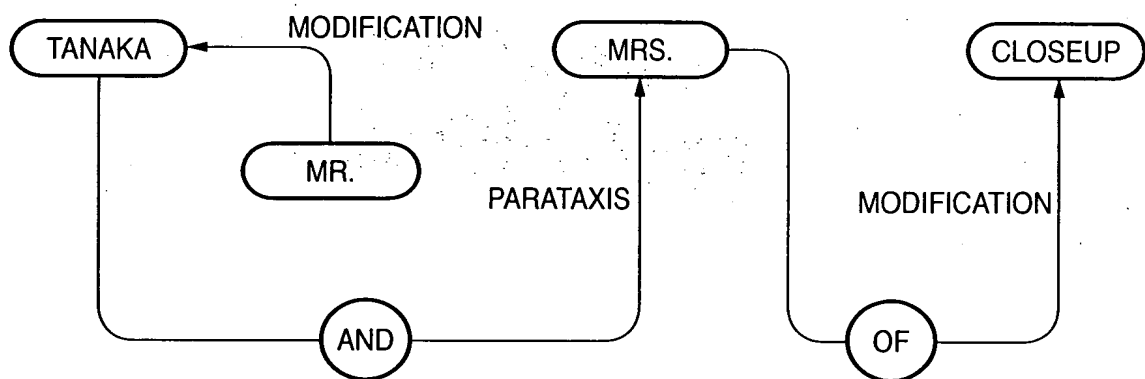 MODIFICATION
TANAKA
MRS.
CLOSEUP
MR.
PARATAXIS
MODIFICATION
AND
OF